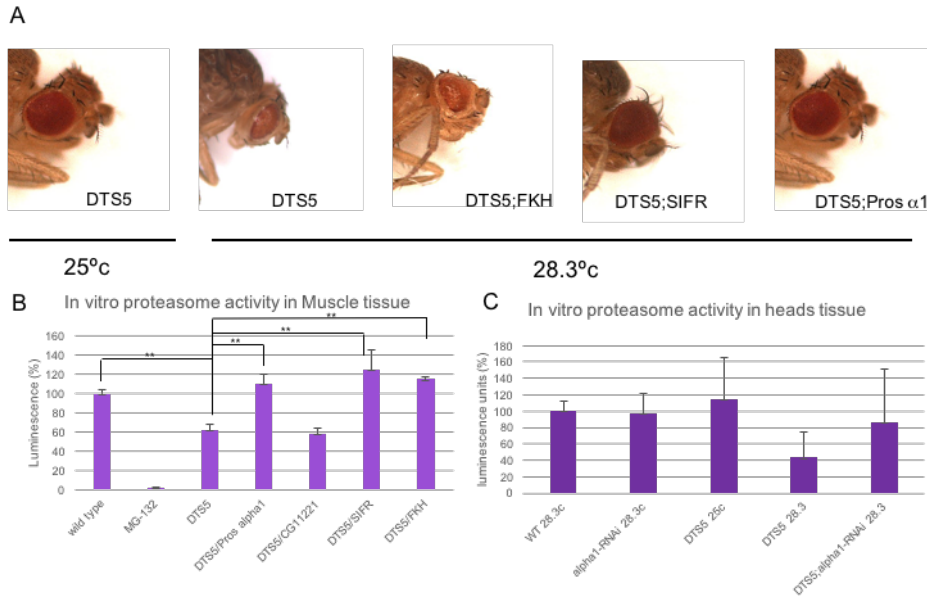 A
DTS5
DTS5
DTS5;FKH
DTS5;SIFR
DTS5;Pros α1
25ºc
28.3ºc
B
In vitro proteasome activity in Muscle tissue
Luminescence (%)
160
140
120
100
80
60
40
20
0
**
**
**
**
wild type
MG-132
DTS5
DTS5/Pros alpha1
DTS5/CG11221
DTS5/SIFR
DTS5/FKH
C
In vitro proteasome activity in heads tissue
luminescence units (%)
180
160
140
120
100
80
60
40
20
0
WT 28.3c
alpha1-RNAi 28.3c
DTS5 25c
DTS5 28.3
DTS5;alpha1-RNAi 28.3